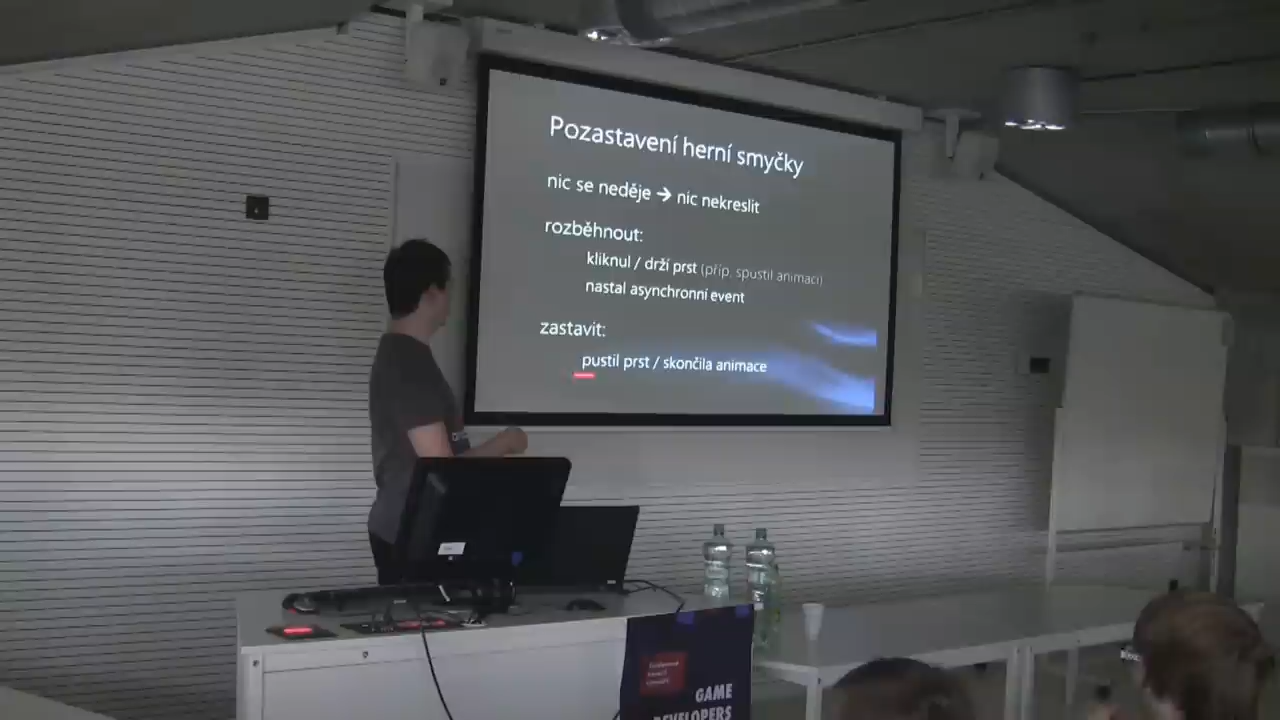 Pozastavení herní smyčky
nic se neděje → nic nekreslit
rozběhnout:
kliknul / drží prst (příp. spustil animaci)
nastal asynchronní event
zastavit:
pustil prst / skončila animace
GAME
DEVELOPERS